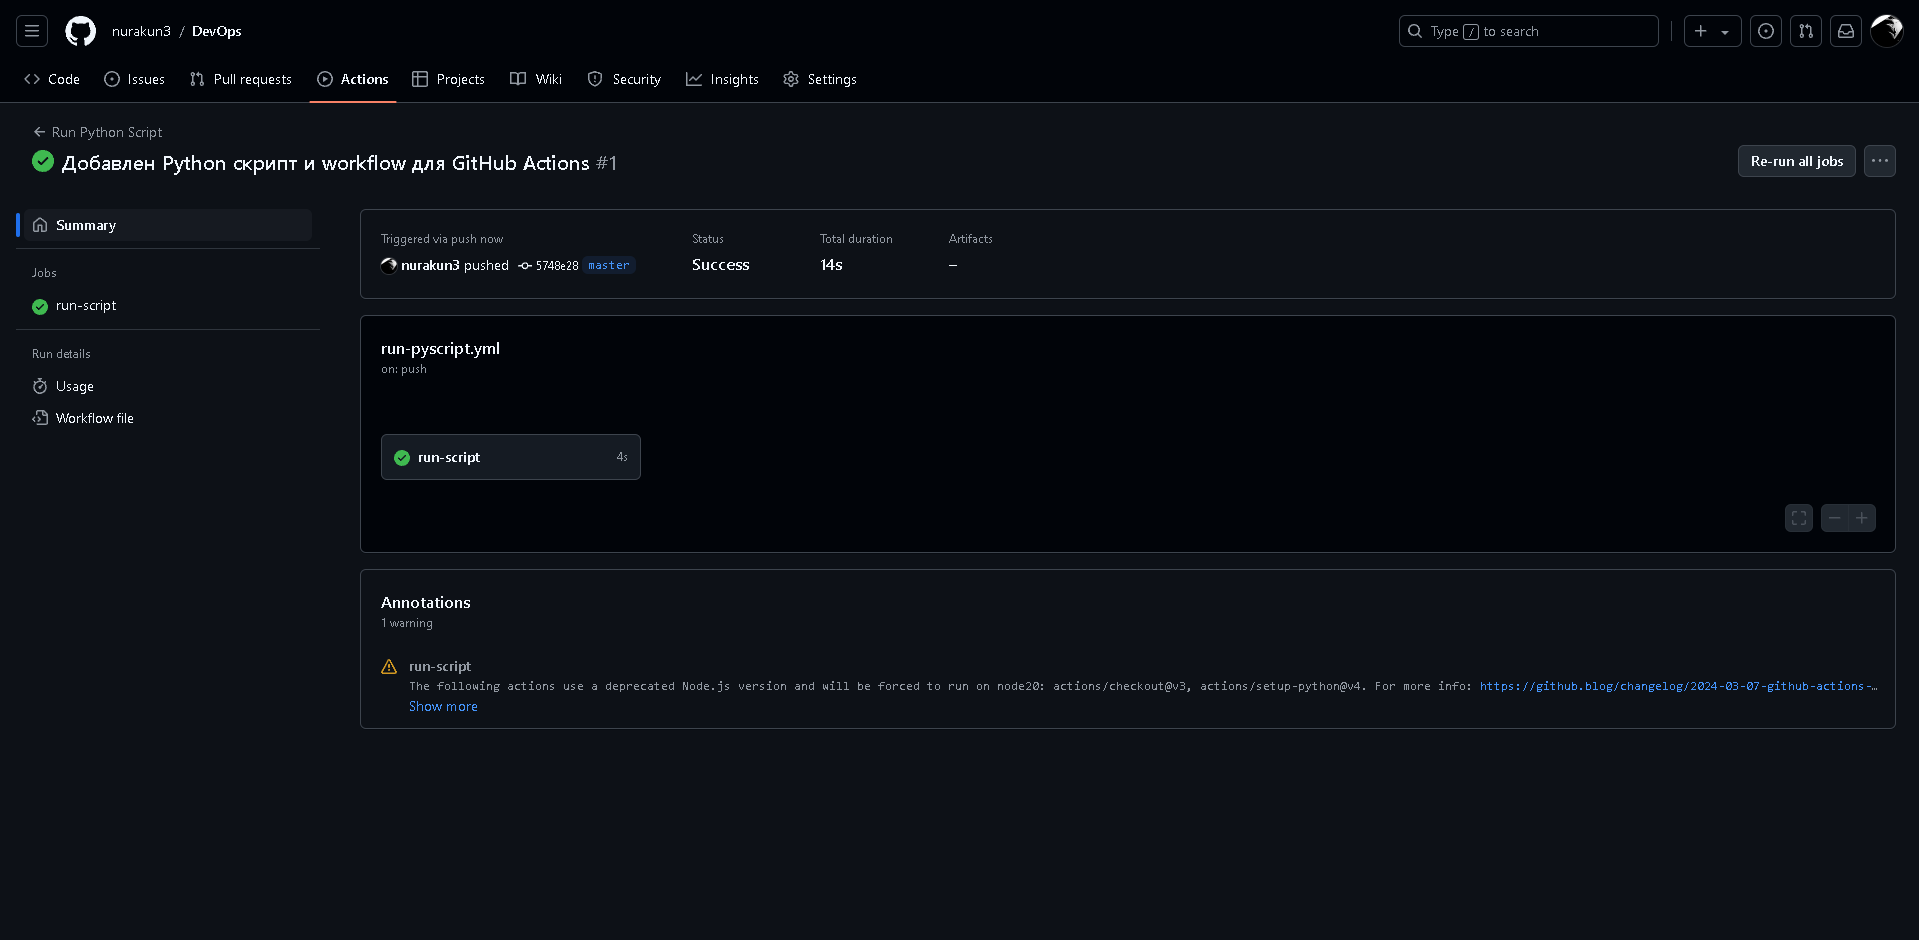 nurakun3 / DevOps
Type / to search
Code Issues Pull requests Actions Projects Wiki Security Insights Settings
Run Python Script
Добавлен Python скрипт и workflow для GitHub Actions #1
Re-run all jobs
Summary
Jobs
run-script
Run details
Usage
Workflow file
Triggered via push now
nurakun3 pushed 5748e28 master
Status
Success
Total duration
14s
Artifacts
–
run-pyscript.yml
on: push
run-script 4s
Annotations
1 warning
run-script
The following actions use a deprecated Node.js version and will be forced to run on node20: actions/checkout@v3, actions/setup-python@v4. For more info: https://github.blog/changelog/2024-03-07-github-actions-…
Show more